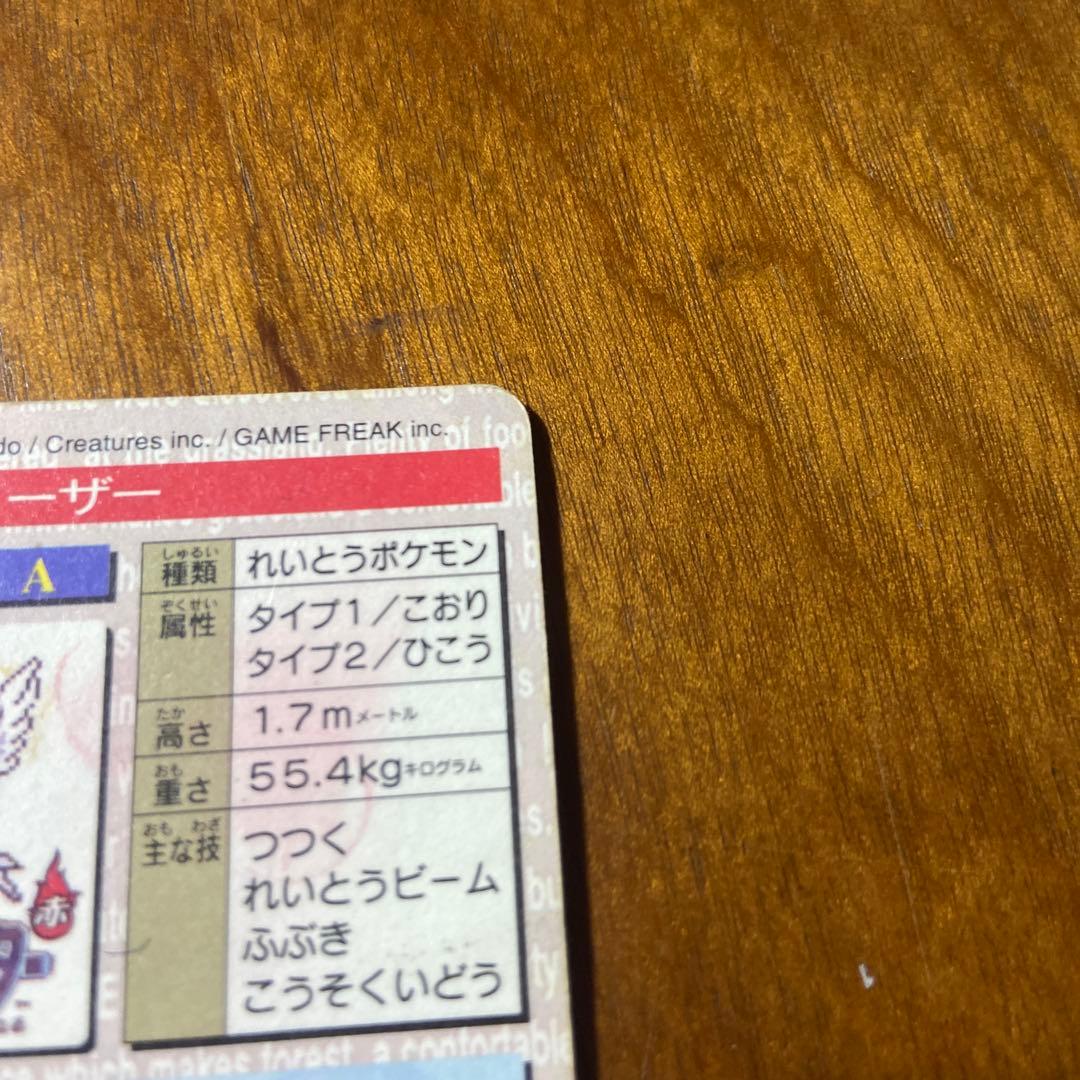 do / Creatures inc. / GAME FREAK inc.
ーザー
A
しゅるい
種類 れいとうポケモン
ぞくせい
属性 タイプ1／こおり
タイプ2／ひこう
たか
高さ 1.7mメートル
おも
重さ 55.4kgキログラム
おも わざ
主な技 つつく
れいとうビーム
ふぶき
こうそくいどう
赤
which makes forest, a comfortable